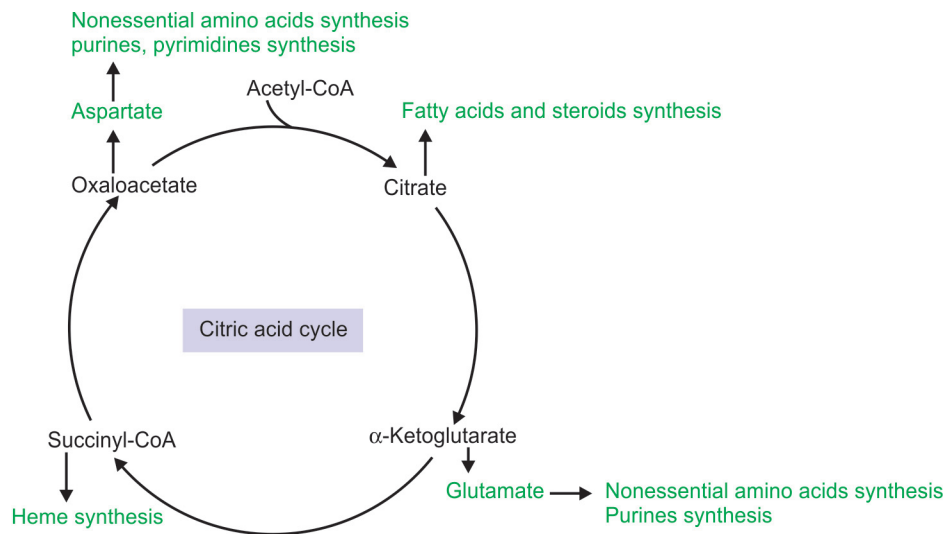 Nonessential amino acids synthesis
purines, pyrimidines synthesis
Acetyl-CoA
Aspartate
Fatty acids and steroids synthesis
Oxaloacetate
Citrate
Citric acid cycle
Succinyl-CoA
α-Ketoglutarate
Glutamate
Nonessential amino acids synthesis
Purines synthesis
Heme synthesis